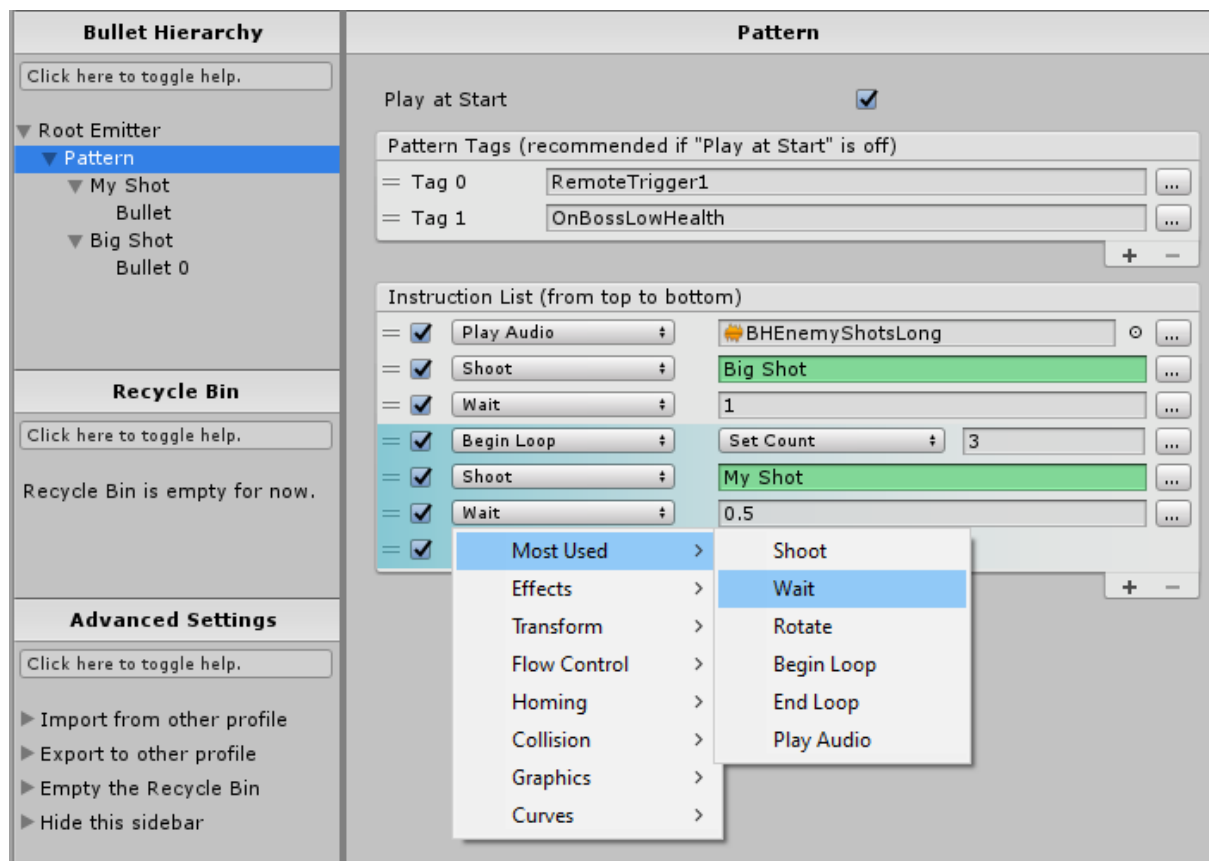 Bullet Hierarchy
Click here to toggle help.
Root Emitter
Pattern
My Shot
Bullet
Big Shot
Bullet 0
Recycle Bin
Click here to toggle help.
Recycle Bin is empty for now.
Advanced Settings
Click here to toggle help.
Import from other profile
Export to other profile
Empty the Recycle Bin
Hide this sidebar
Pattern
Play at Start
Pattern Tags (recommended if "Play at Start" is off)
Tag 0 RemoteTrigger1 ...
Tag 1 OnBossLowHealth ...
+ −
Instruction List (from top to bottom)
Play Audio BHEnemyShotsLong ...
Shoot Big Shot ...
Wait 1 ...
Begin Loop Set Count 3 ...
Shoot My Shot ...
Wait 0.5 ...
+ −
Most Used >
Effects >
Transform >
Flow Control >
Homing >
Collision >
Graphics >
Curves >
Shoot
Wait
Rotate
Begin Loop
End Loop
Play Audio